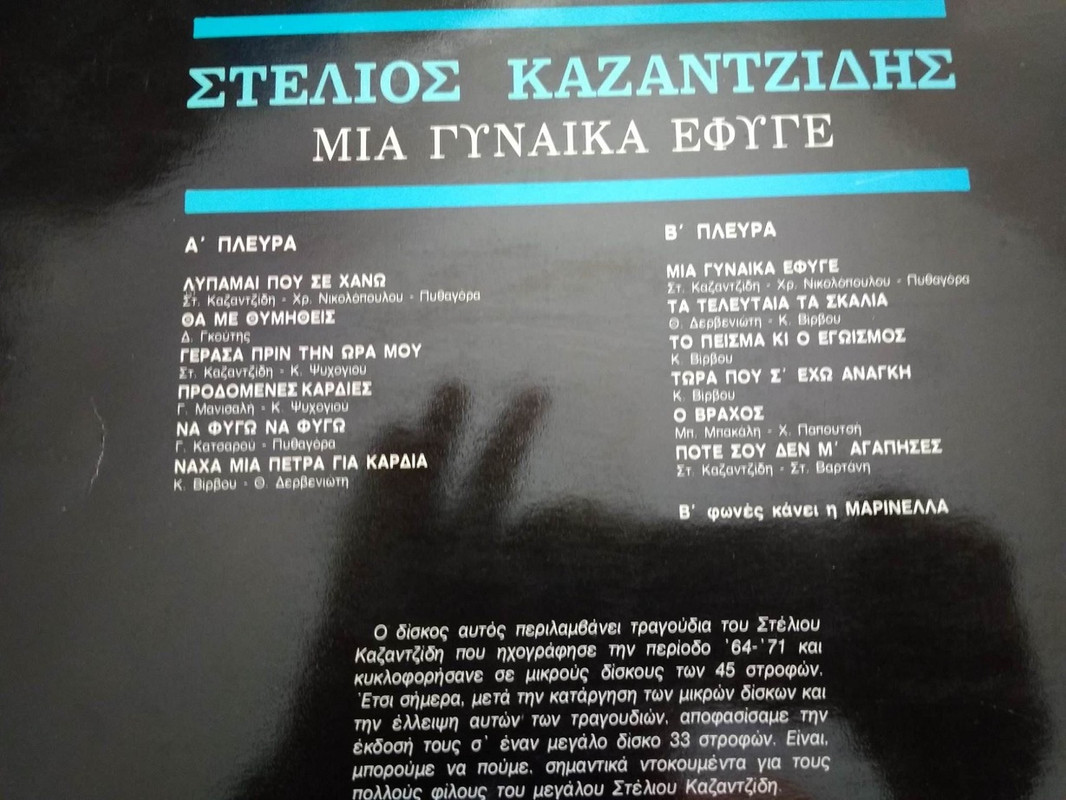 ΣΤΕΛΙΟΣ ΚΑΖΑΝΤΖΙΔΗΣ
ΜΙΑ ΓΥΝΑΙΚΑ ΕΦΥΓΕ
Α' ΠΛΕΥΡΑ
ΛΥΠΑΜΑΙ ΠΟΥ ΣΕ ΧΑΝΩ
Στ. Καζαντζίδη - Χρ. Νικολόπουλου - Πυθαγόρα
ΘΑ ΜΕ ΘΥΜΗΘΕΙΣ
Δ. Γκούτης
ΓΕΡΑΣΑ ΠΡΙΝ ΤΗΝ ΩΡΑ ΜΟΥ
Στ. Καζαντζίδη - Κ. Ψυχογιού
ΠΡΟΔΟΜΕΝΕΣ ΚΑΡΔΙΕΣ
Γ. Μανισαλή - Κ. Ψυχογιού
ΝΑ ΦΥΓΩ ΝΑ ΦΥΓΩ
Γ. Κατσαρού - Πυθαγόρα
ΝΑΧΑ ΜΙΑ ΠΕΤΡΑ ΓΙΑ ΚΑΡΔΙΑ
Κ. Βίρβου - Θ. Δερβενιώτη
Β' ΠΛΕΥΡΑ
ΜΙΑ ΓΥΝΑΙΚΑ ΕΦΥΓΕ
Στ. Καζαντζίδη - Χρ. Νικολόπουλου - Πυθαγόρα
ΤΑ ΤΕΛΕΥΤΑΙΑ ΤΑ ΣΚΑΛΙΑ
Θ. Δερβενιώτη - Κ. Βίρβου
ΤΟ ΠΕΙΣΜΑ ΚΙ Ο ΕΓΩΙΣΜΟΣ
Κ. Βίρβου
ΤΩΡΑ ΠΟΥ Σ' ΕΧΩ ΑΝΑΓΚΗ
Κ. Βίρβου
Ο ΒΡΑΧΟΣ
Μπ. Μπακάλη - Χ. Παπουτσή
ΠΟΤΕ ΣΟΥ ΔΕΝ Μ' ΑΓΑΠΗΣΕΣ
Στ. Καζαντζίδη - Στ. Βαρτάνη
Β' φωνές κάνει η ΜΑΡΙΝΕΛΛΑ
Ο δίσκος αυτός περιλαμβάνει τραγούδια του Στέλιου
Καζαντζίδη που ηχογράφησε την περίοδο '64-'71 και
κυκλοφορήσανε σε μικρούς δίσκους των 45 στροφών.
Έτσι σήμερα, μετά την κατάργηση των μικρών δίσκων και
την έλλειψη αυτών των τραγουδιών, αποφασίσαμε την
έκδοσή τους σ' έναν μεγάλο δίσκο 33 στροφών. Είναι,
μπορούμε να πούμε, σημαντικά ντοκουμέντα για τους
πολλούς φίλους του μεγάλου Στέλιου Καζαντζίδη.